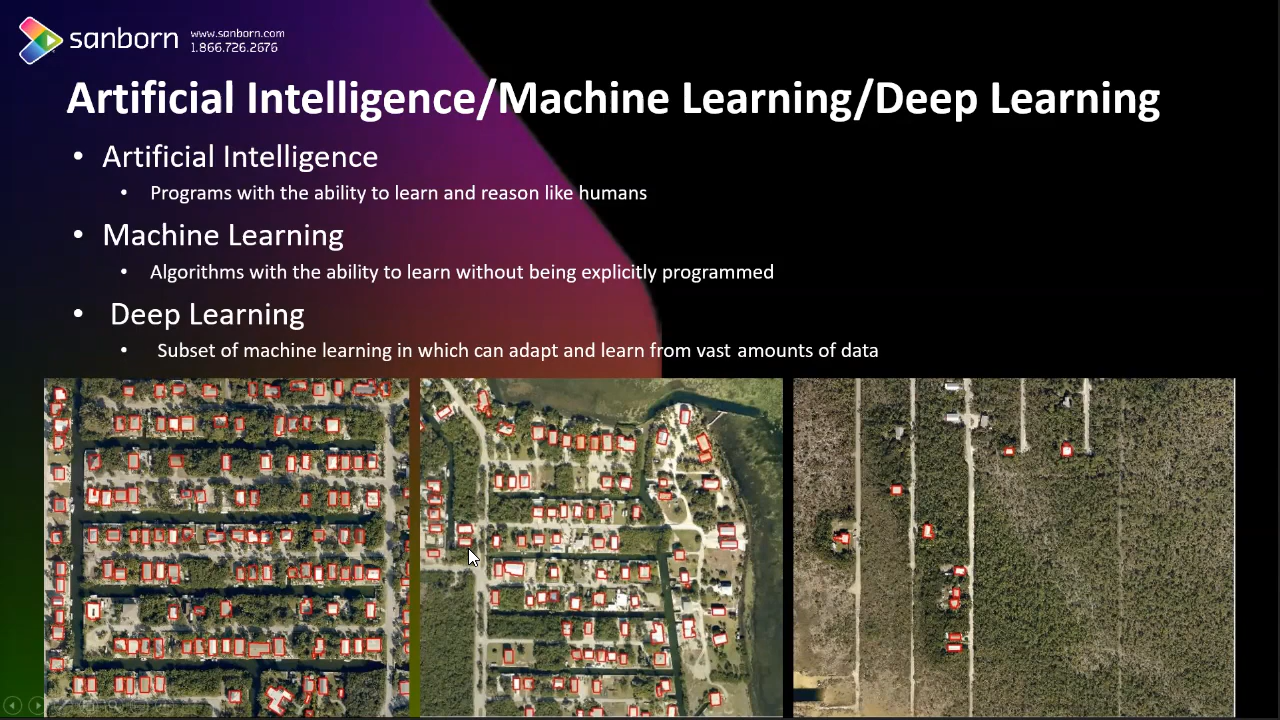 sanborn
www.sanborn.com
1.866.726.2676
Artificial Intelligence/Machine Learning/Deep Learning
• Artificial Intelligence
• Programs with the ability to learn and reason like humans
• Machine Learning
• Algorithms with the ability to learn without being explicitly programmed
• Deep Learning
• Subset of machine learning in which can adapt and learn from vast amounts of data